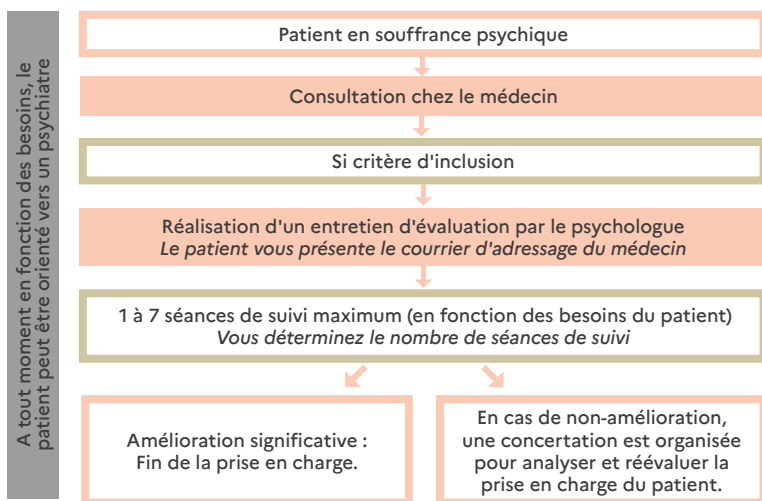 A tout moment en fonction des besoins, le
patient peut être orienté vers un psychiatre
Patient en souffrance psychique
Consultation chez le médecin
Si critère d'inclusion
Réalisation d'un entretien d'évaluation par le psychologue
Le patient vous présente le courrier d'adressage du médecin
1 à 7 séances de suivi maximum (en fonction des besoins du patient)
Vous déterminez le nombre de séances de suivi
Amélioration significative :
Fin de la prise en charge.
En cas de non-amélioration,
une concertation est organisée
pour analyser et réévaluer la
prise en charge du patient.